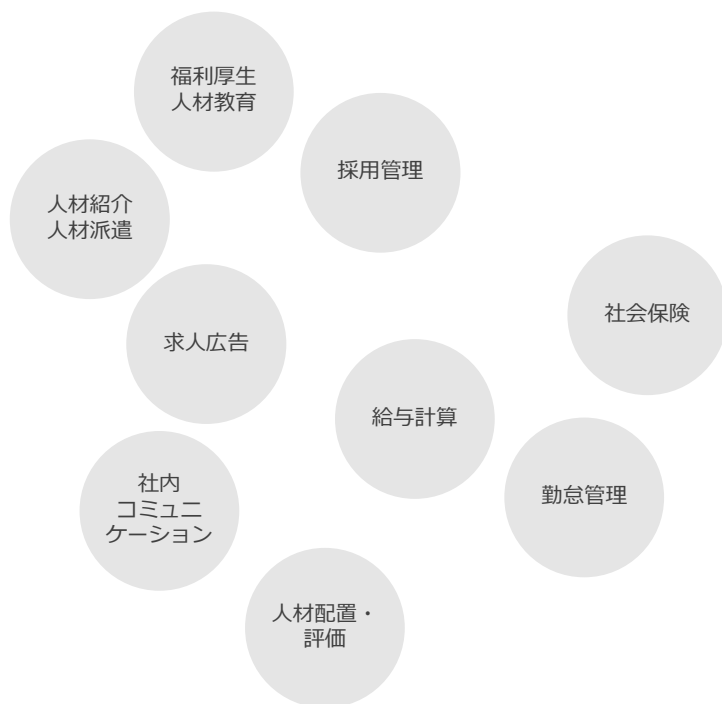 福利厚生
人材教育
採用管理
人材紹介
人材派遣
社会保険
求人広告
給与計算
社内
コミュニ
ケーション
勤怠管理
人材配置・
評価